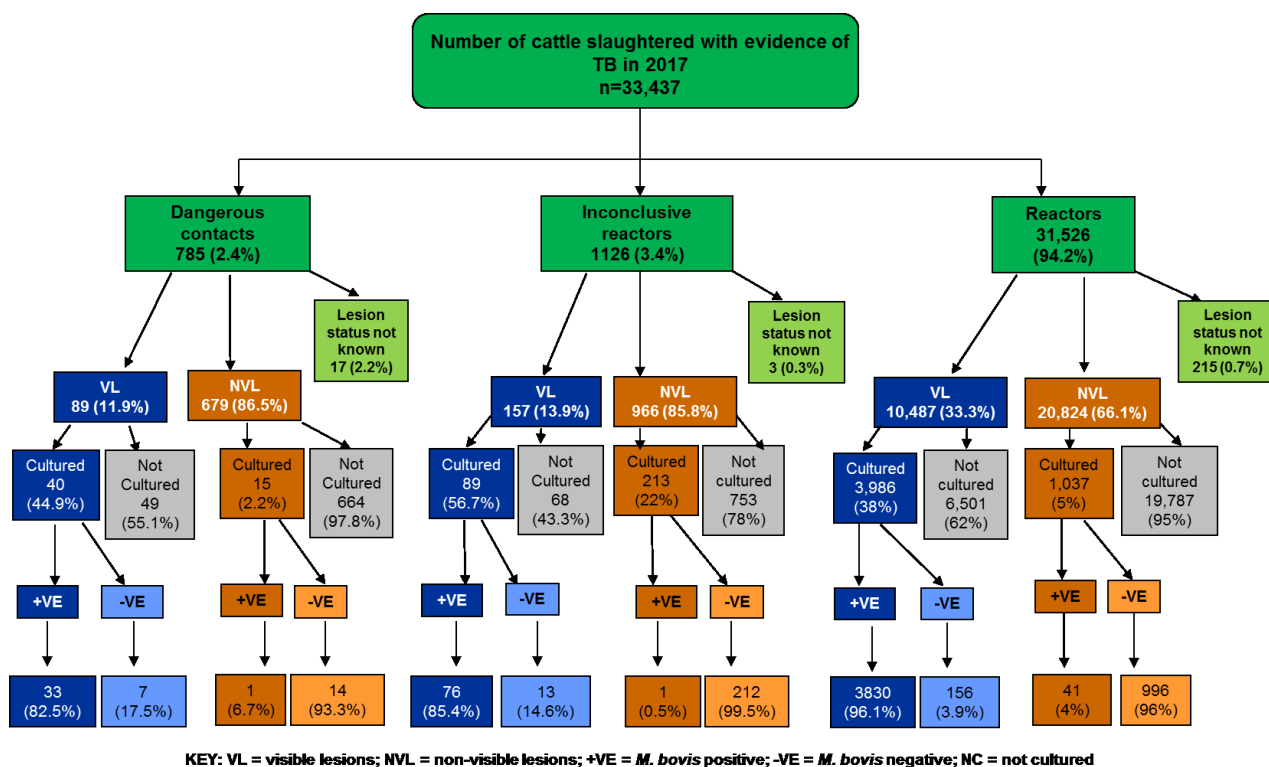 Number of cattle slaughtered with evidence of
TB in 2017
n=33,437
Dangerous
contacts
785 (2.4%)
Inconclusive
reactors
1126 (3.4%)
Reactors
31,526
(94.2%)
Lesion
status not
known
17 (2.2%)
Lesion
status not
known
3 (0.3%)
Lesion
status not
known
215 (0.7%)
VL
89 (11.9%)
NVL
679 (86.5%)
VL
157 (13.9%)
NVL
966 (85.8%)
VL
10,487 (33.3%)
NVL
20,824 (66.1%)
Cultured
40
(44.9%)
Not
Cultured
49
(55.1%)
Cultured
15
(2.2%)
Not
Cultured
664
(97.8%)
Cultured
89
(56.7%)
Not
Cultured
68
(43.3%)
Cultured
213
(22%)
Not
Cultured
753
(78%)
Cultured
3,986
(38%)
Not
cultured
6,501
(62%)
Cultured
1,037
(5%)
Not
cultured
19,787
(95%)
+VE
-VE
+VE
-VE
+VE
-VE
+VE
-VE
+VE
-VE
+VE
-VE
33
(82.5%)
7
(17.5%)
1
(6.7%)
14
(93.3%)
76
(85.4%)
13
(14.6%)
1
(0.5%)
212
(99.5%)
3830
(96.1%)
156
(3.9%)
41
(4%)
996
(96%)
KEY: VL = visible lesions; NVL = non-visible lesions; +VE = M. bovis positive; -VE = M. bovis negative; NC = not cultured